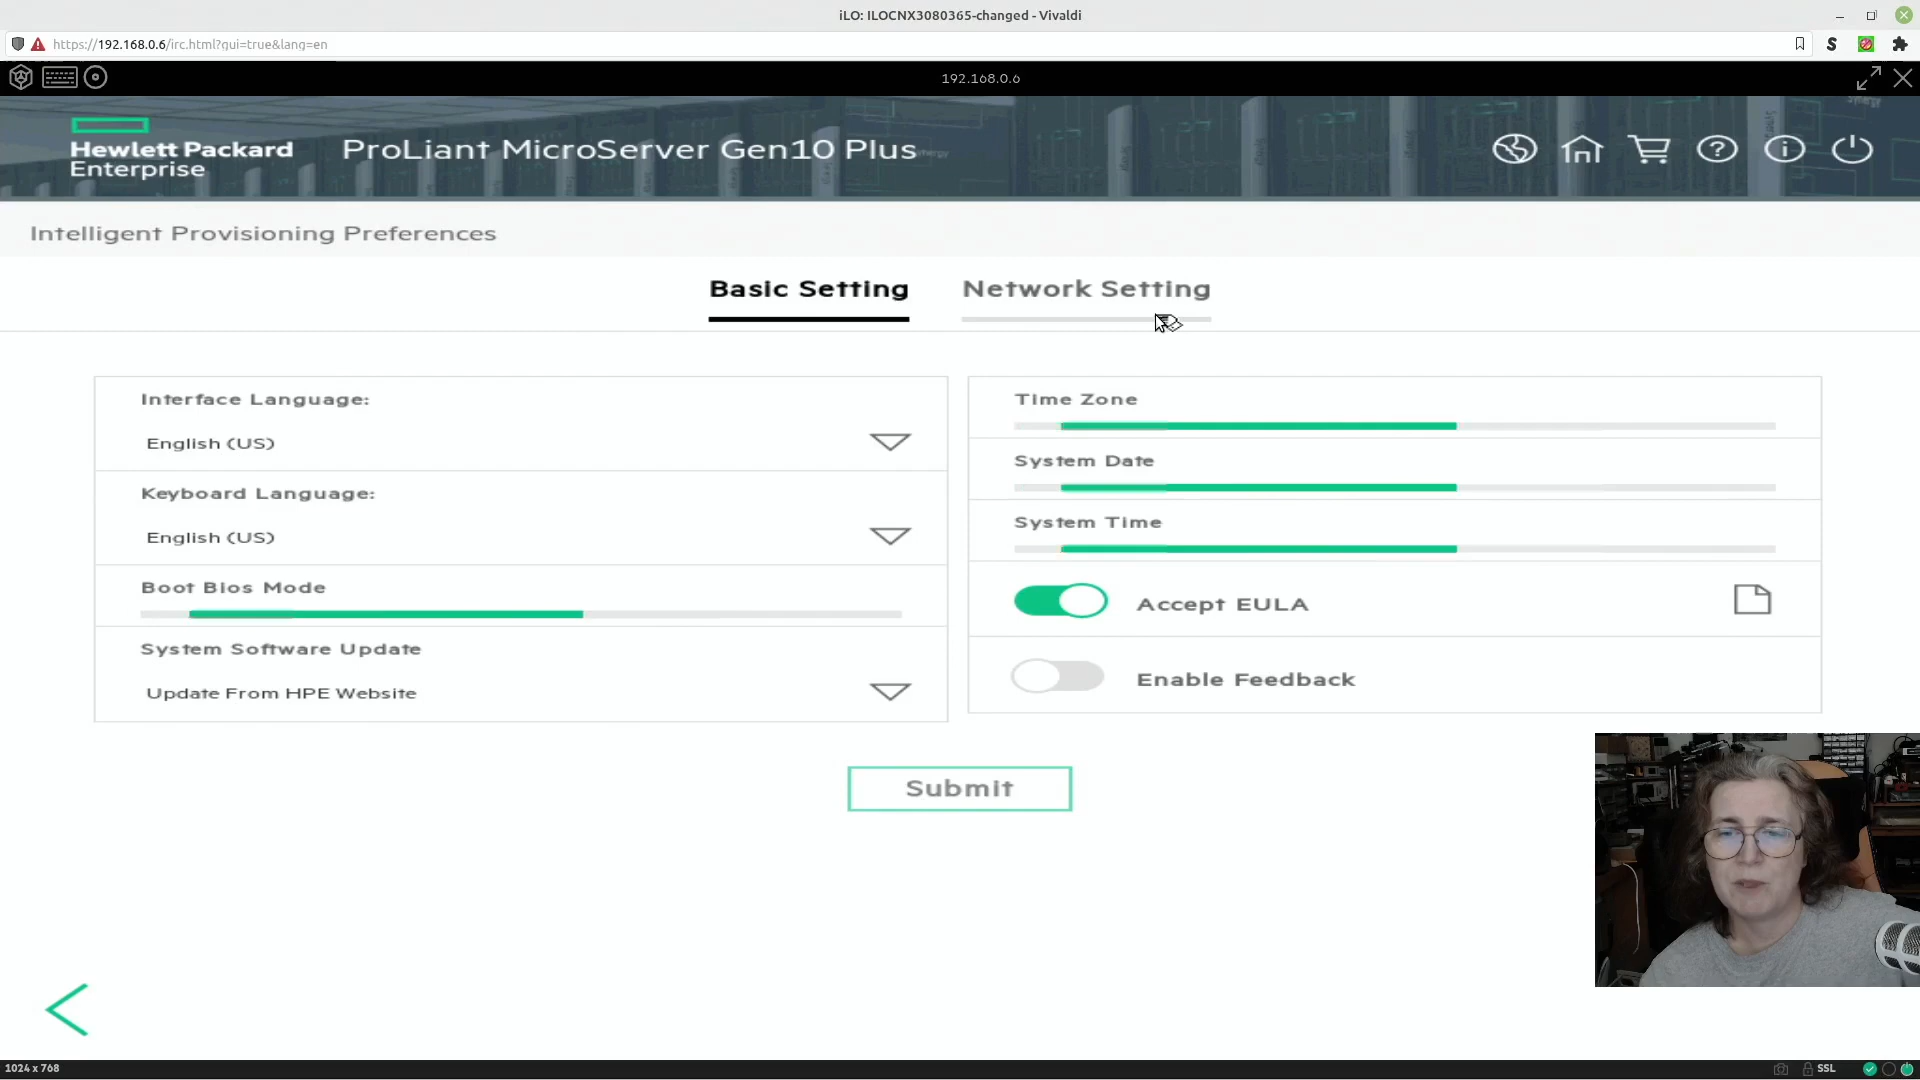 iLO: ILOCNX3080365-changed - Vivaldi
https://192.168.0.6/irc.html?gui=true&lang=en
192.168.0.6
Hewlett Packard
Enterprise
ProLiant MicroServer Gen10 Plus
Intelligent Provisioning Preferences
Basic Setting
Network Setting
Interface Language:
English (US)
Keyboard Language:
English (US)
Boot Bios Mode
System Software Update
Update From HPE Website
Time Zone
System Date
System Time
Accept EULA
Enable Feedback
Submit
1024 x 768
SSL